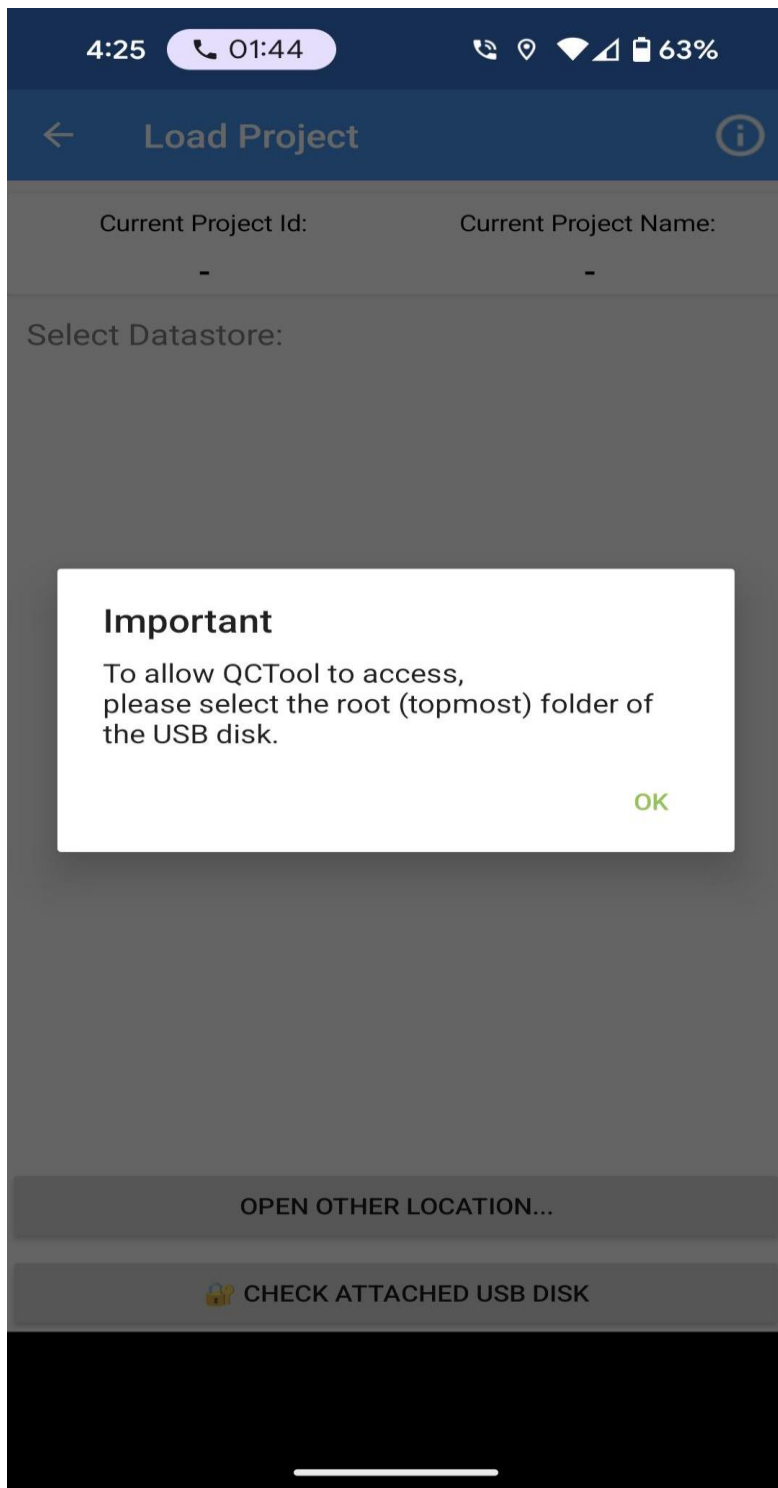 4:25 01:44 63%
Load Project
Current Project Id: Current Project Name:
- -
Select Datastore:
Important
To allow QCTool to access,
please select the root (topmost) folder of
the USB disk.
OK
OPEN OTHER LOCATION...
🔐 CHECK ATTACHED USB DISK